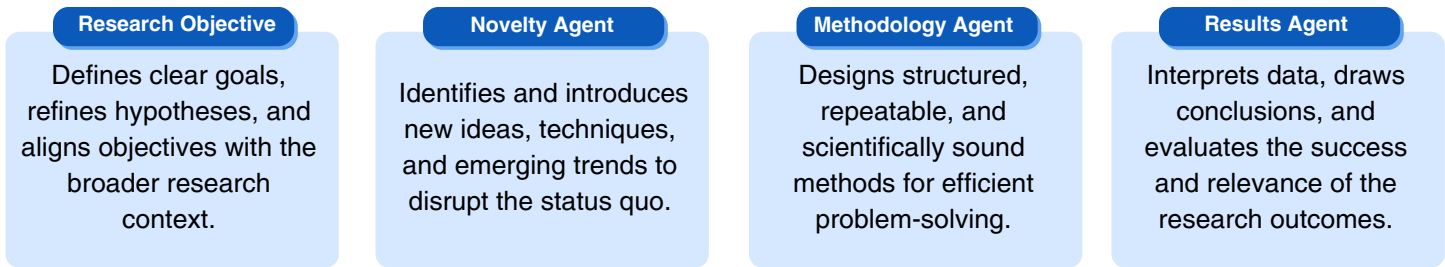 Research Objective
Defines clear goals,
refines hypotheses, and
aligns objectives with the
broader research
context.
Novelty Agent
Identifies and introduces
new ideas, techniques,
and emerging trends to
disrupt the status quo.
Methodology Agent
Designs structured,
repeatable, and
scientifically sound
methods for efficient
problem-solving.
Results Agent
Interprets data, draws
conclusions, and
evaluates the success
and relevance of the
research outcomes.